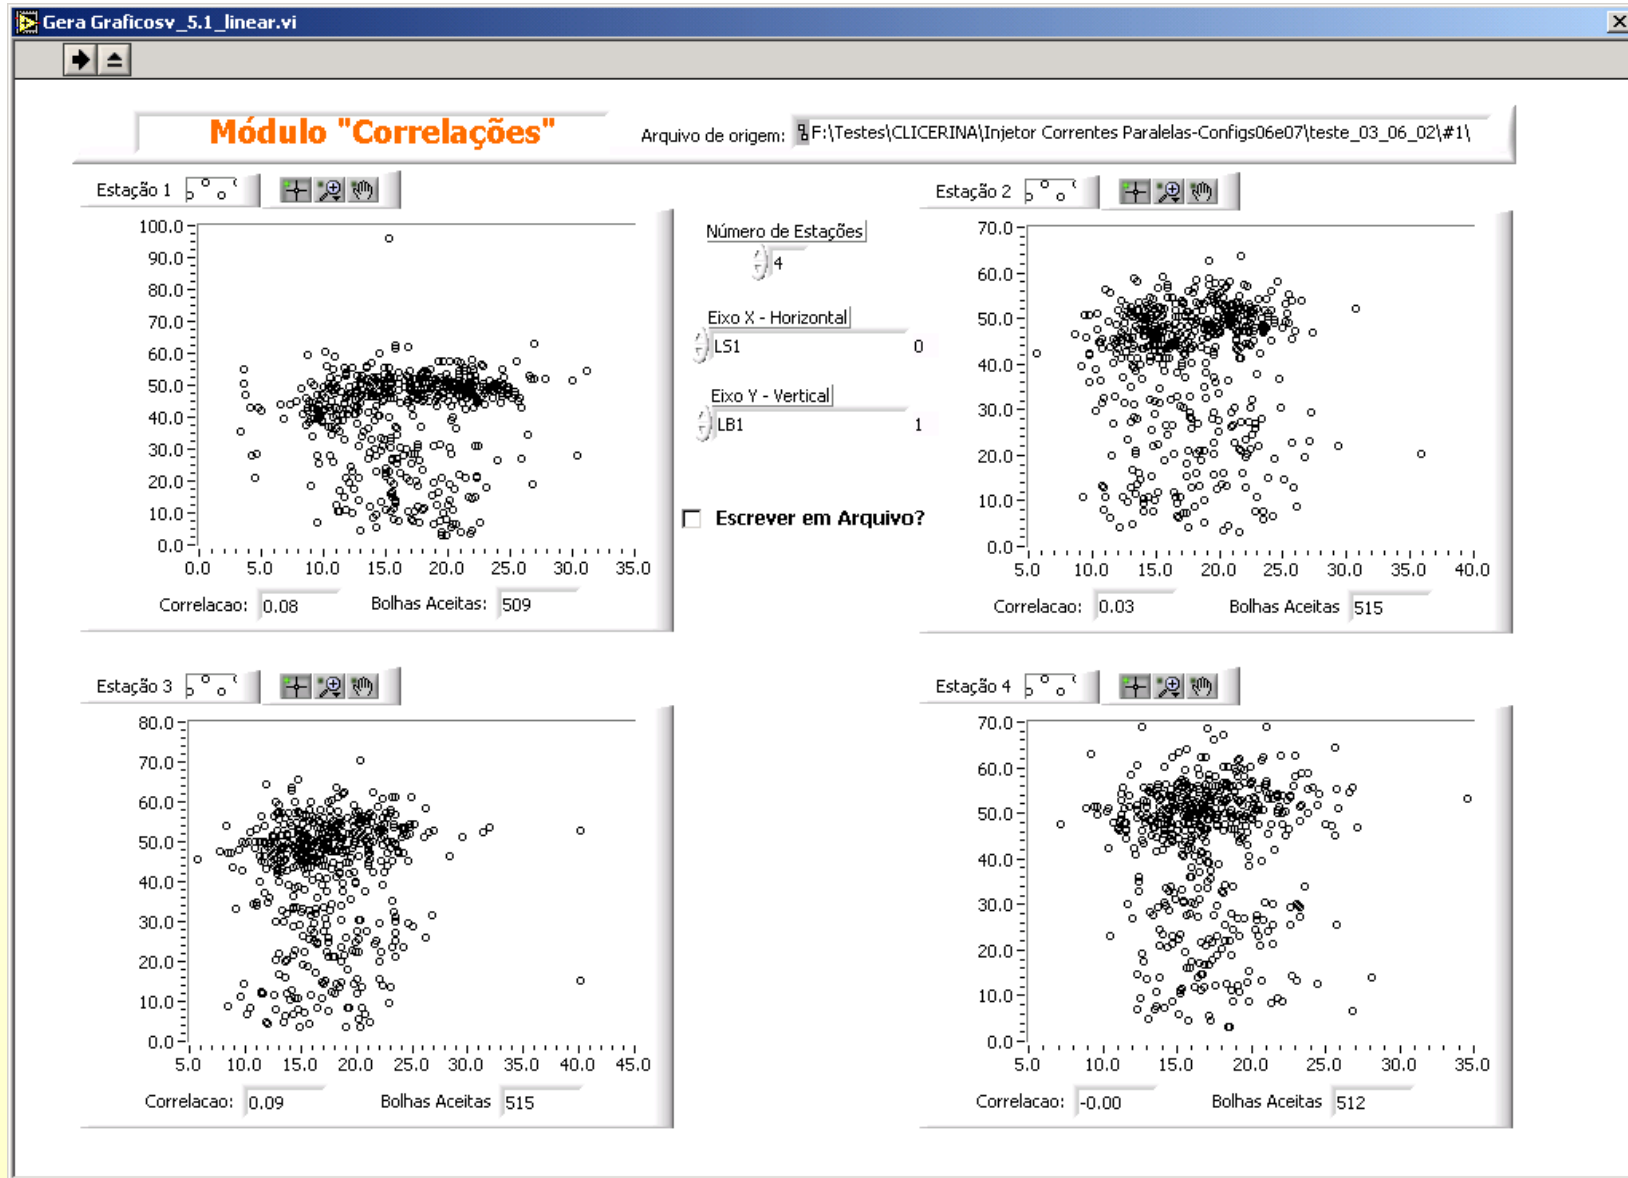 Gera Graficosv_5.1_linear.vi
Módulo "Correlações"
Arquivo de origem: F:\Testes\CLICERINA\Injetor Correntes Paralelas-Configs06e07\teste_03_06_02\#1\
Estação 1
100.0
90.0
80.0
70.0
60.0
50.0
40.0
30.0
20.0
10.0
0.0
0.0 5.0 10.0 15.0 20.0 25.0 30.0 35.0
Correlacao: 0.08 Bolhas Aceitas: 509
Número de Estações
4
Eixo X - Horizontal
LS1 0
Eixo Y - Vertical
LB1 1
Escrever em Arquivo?
Estação 2
70.0
60.0
50.0
40.0
30.0
20.0
10.0
0.0
5.0 10.0 15.0 20.0 25.0 30.0 35.0 40.0
Correlacao: 0.03 Bolhas Aceitas 515
Estação 3
80.0
70.0
60.0
50.0
40.0
30.0
20.0
10.0
0.0
5.0 10.0 15.0 20.0 25.0 30.0 35.0 40.0 45.0
Correlacao: 0.09 Bolhas Aceitas 515
Estação 4
70.0
60.0
50.0
40.0
30.0
20.0
10.0
0.0
5.0 10.0 15.0 20.0 25.0 30.0 35.0
Correlacao: -0.00 Bolhas Aceitas 512